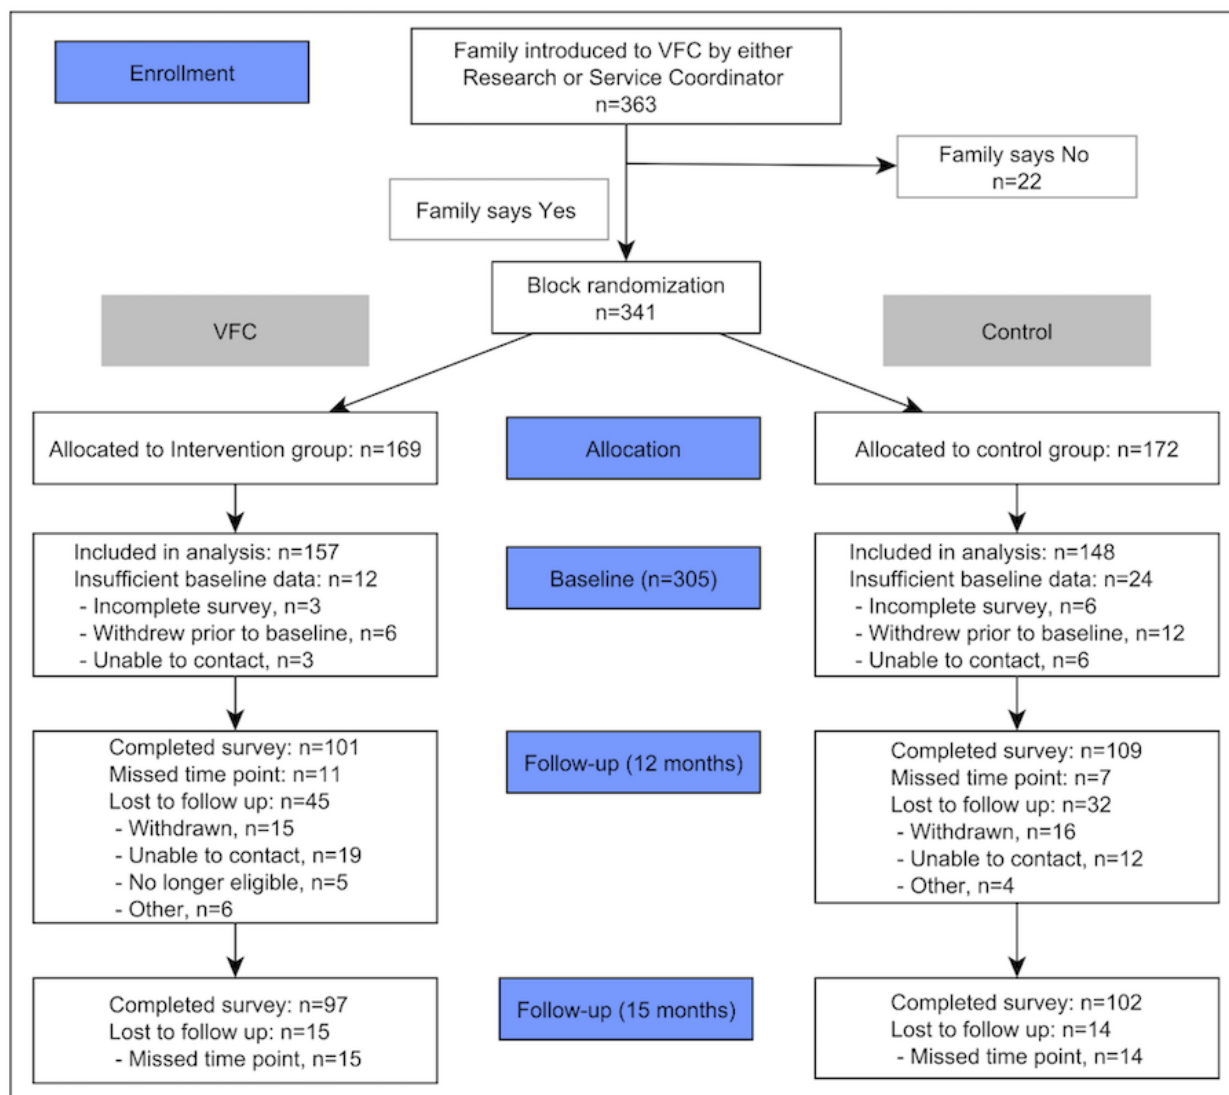 Enrollment
Family introduced to VFC by either
Research or Service Coordinator
n=363
Family says No
n=22
Family says Yes
Block randomization
n=341
VFC
Control
Allocated to Intervention group: n=169
Allocation
Allocated to control group: n=172
Included in analysis: n=157
Insufficient baseline data: n=12
- Incomplete survey, n=3
- Withdrew prior to baseline, n=6
- Unable to contact, n=3
Baseline (n=305)
Included in analysis: n=148
Insufficient baseline data: n=24
- Incomplete survey, n=6
- Withdrew prior to baseline, n=12
- Unable to contact, n=6
Completed survey: n=101
Missed time point: n=11
Lost to follow up: n=45
- Withdrawn, n=15
- Unable to contact, n=19
- No longer eligible, n=5
- Other, n=6
Follow-up (12 months)
Completed survey: n=109
Missed time point: n=7
Lost to follow up: n=32
- Withdrawn, n=16
- Unable to contact, n=12
- Other, n=4
Completed survey: n=97
Lost to follow up: n=15
- Missed time point, n=15
Follow-up (15 months)
Completed survey: n=102
Lost to follow up: n=14
- Missed time point, n=14